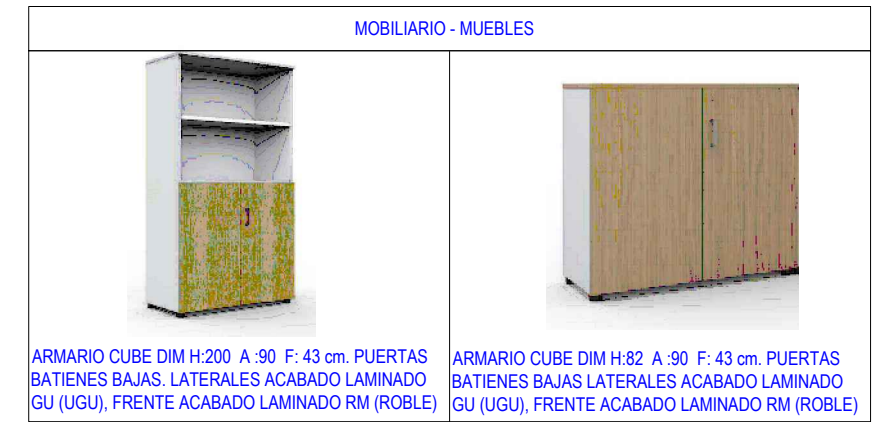 MOBILIARIO - MUEBLES
ARMARIO CUBE DIM H:200 A :90 F: 43 cm. PUERTAS
BATIENES BAJAS. LATERALES ACABADO LAMINADO
GU (UGU), FRENTE ACABADO LAMINADO RM (ROBLE)
ARMARIO CUBE DIM H:82 A :90 F: 43 cm. PUERTAS
BATIENES BAJAS LATERALES ACABADO LAMINADO
GU (UGU), FRENTE ACABADO LAMINADO RM (ROBLE)